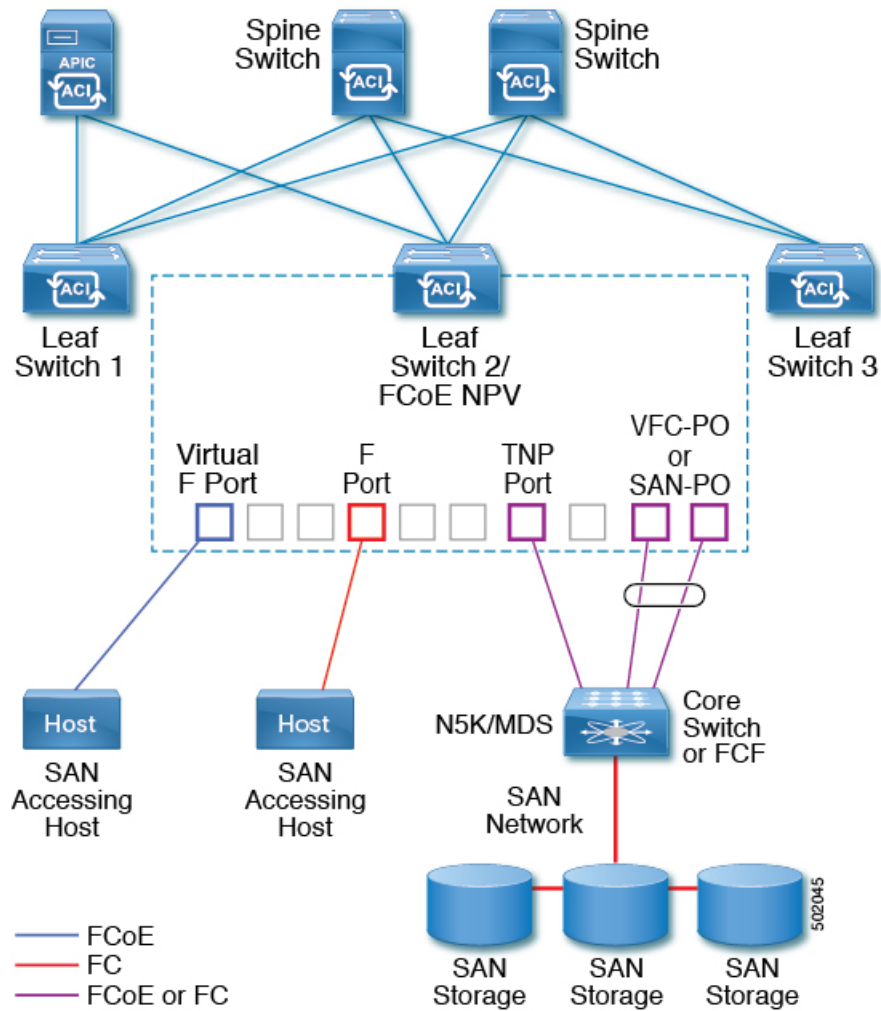 APIC
ACI
Spine
Switch
ACI
Spine
Switch
ACI
ACI
Leaf
Switch 1
ACI
Leaf
Switch 2/
FCoE NPV
ACI
Leaf
Switch 3
Virtual
F Port
F
Port
TNP
Port
VFC-PO
or
SAN-PO
Host
SAN
Accessing
Host
Host
SAN
Accessing
Host
N5K/MDS
Core
Switch
or FCF
SAN
Network
SAN
Storage
SAN
Storage
SAN
Storage
502045
FCoE
FC
FCoE or FC